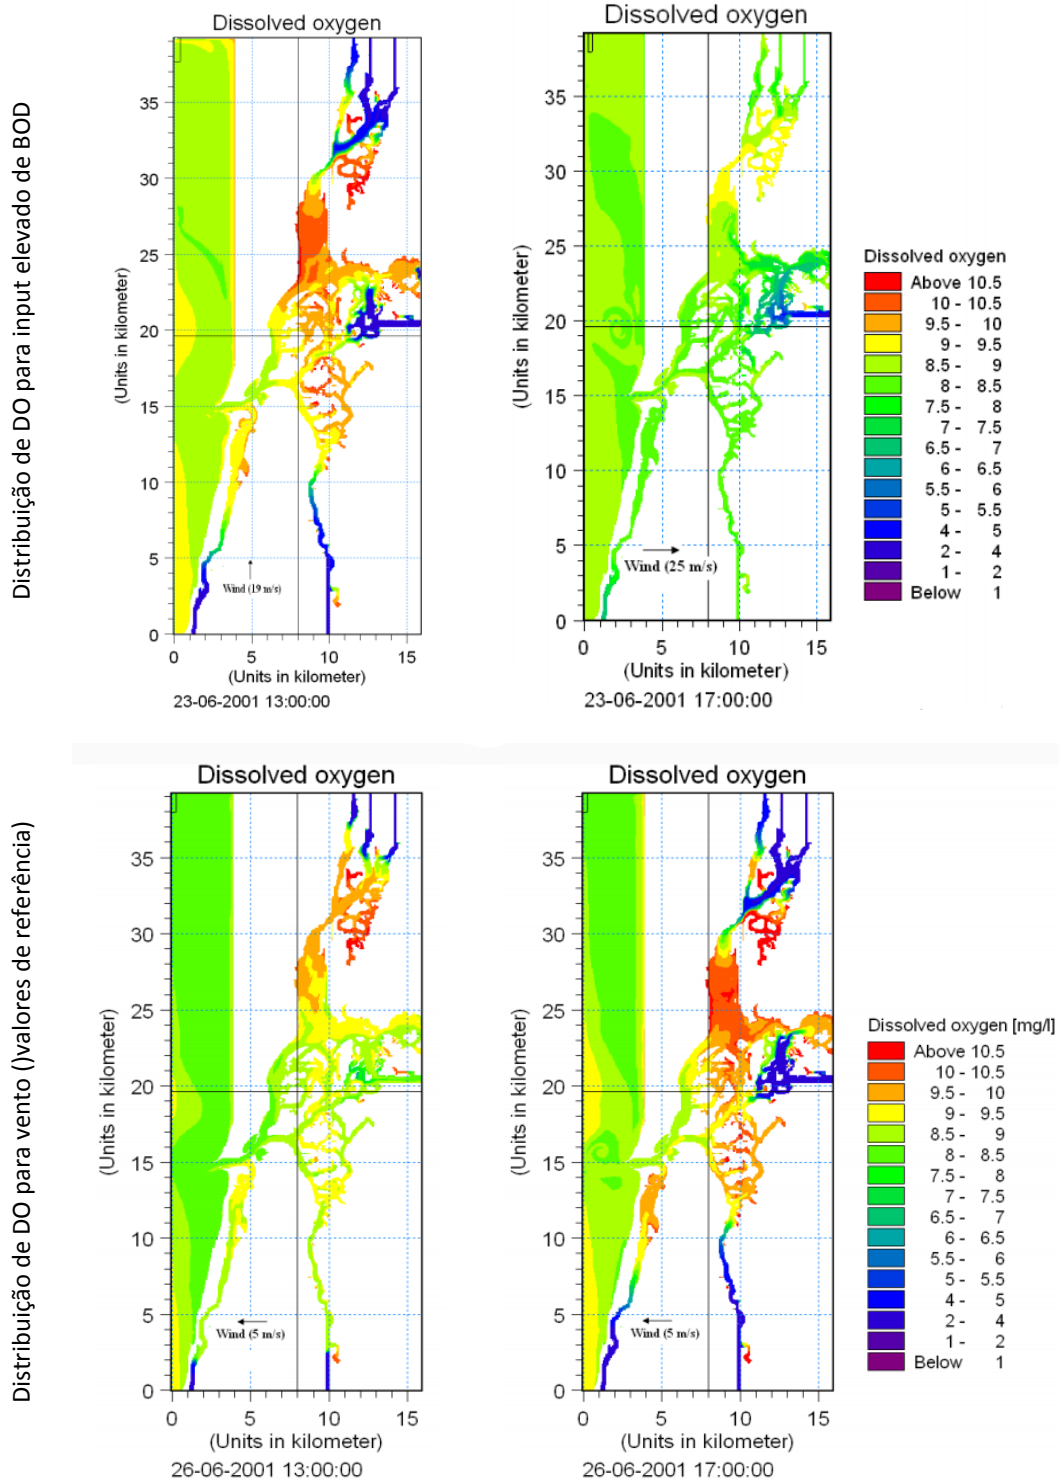 Distribuição de DO para input elevado de BOD
Dissolved oxygen
35
30
25
20
15
10
5
0
(Units in kilometer)
Wind (19 m/s)
0 5 10 15
(Units in kilometer)
23-06-2001 13:00:00
Dissolved oxygen
35
30
25
20
15
10
5
0
(Units in kilometer)
Wind (25 m/s)
0 5 10 15
(Units in kilometer)
23-06-2001 17:00:00
Dissolved oxygen
Above 10.5
10 - 10.5
9.5 - 10
9 - 9.5
8.5 - 9
8 - 8.5
7.5 - 8
7 - 7.5
6.5 - 7
6 - 6.5
5.5 - 6
5 - 5.5
4 - 5
2 - 4
1 - 2
Below 1
Distribuição de DO para vento ()valores de referência)
Dissolved oxygen
35
30
25
20
15
10
5
0
(Units in kilometer)
Wind (5 m/s)
0 5 10 15
(Units in kilometer)
26-06-2001 13:00:00
Dissolved oxygen
35
30
25
20
15
10
5
0
(Units in kilometer)
Wind (5 m/s)
0 5 10 15
(Units in kilometer)
26-06-2001 17:00:00
Dissolved oxygen [mg/l]
Above 10.5
10 - 10.5
9.5 - 10
9 - 9.5
8.5 - 9
8 - 8.5
7.5 - 8
7 - 7.5
6.5 - 7
6 - 6.5
5.5 - 6
5 - 5.5
4 - 5
2 - 4
1 - 2
Below 1